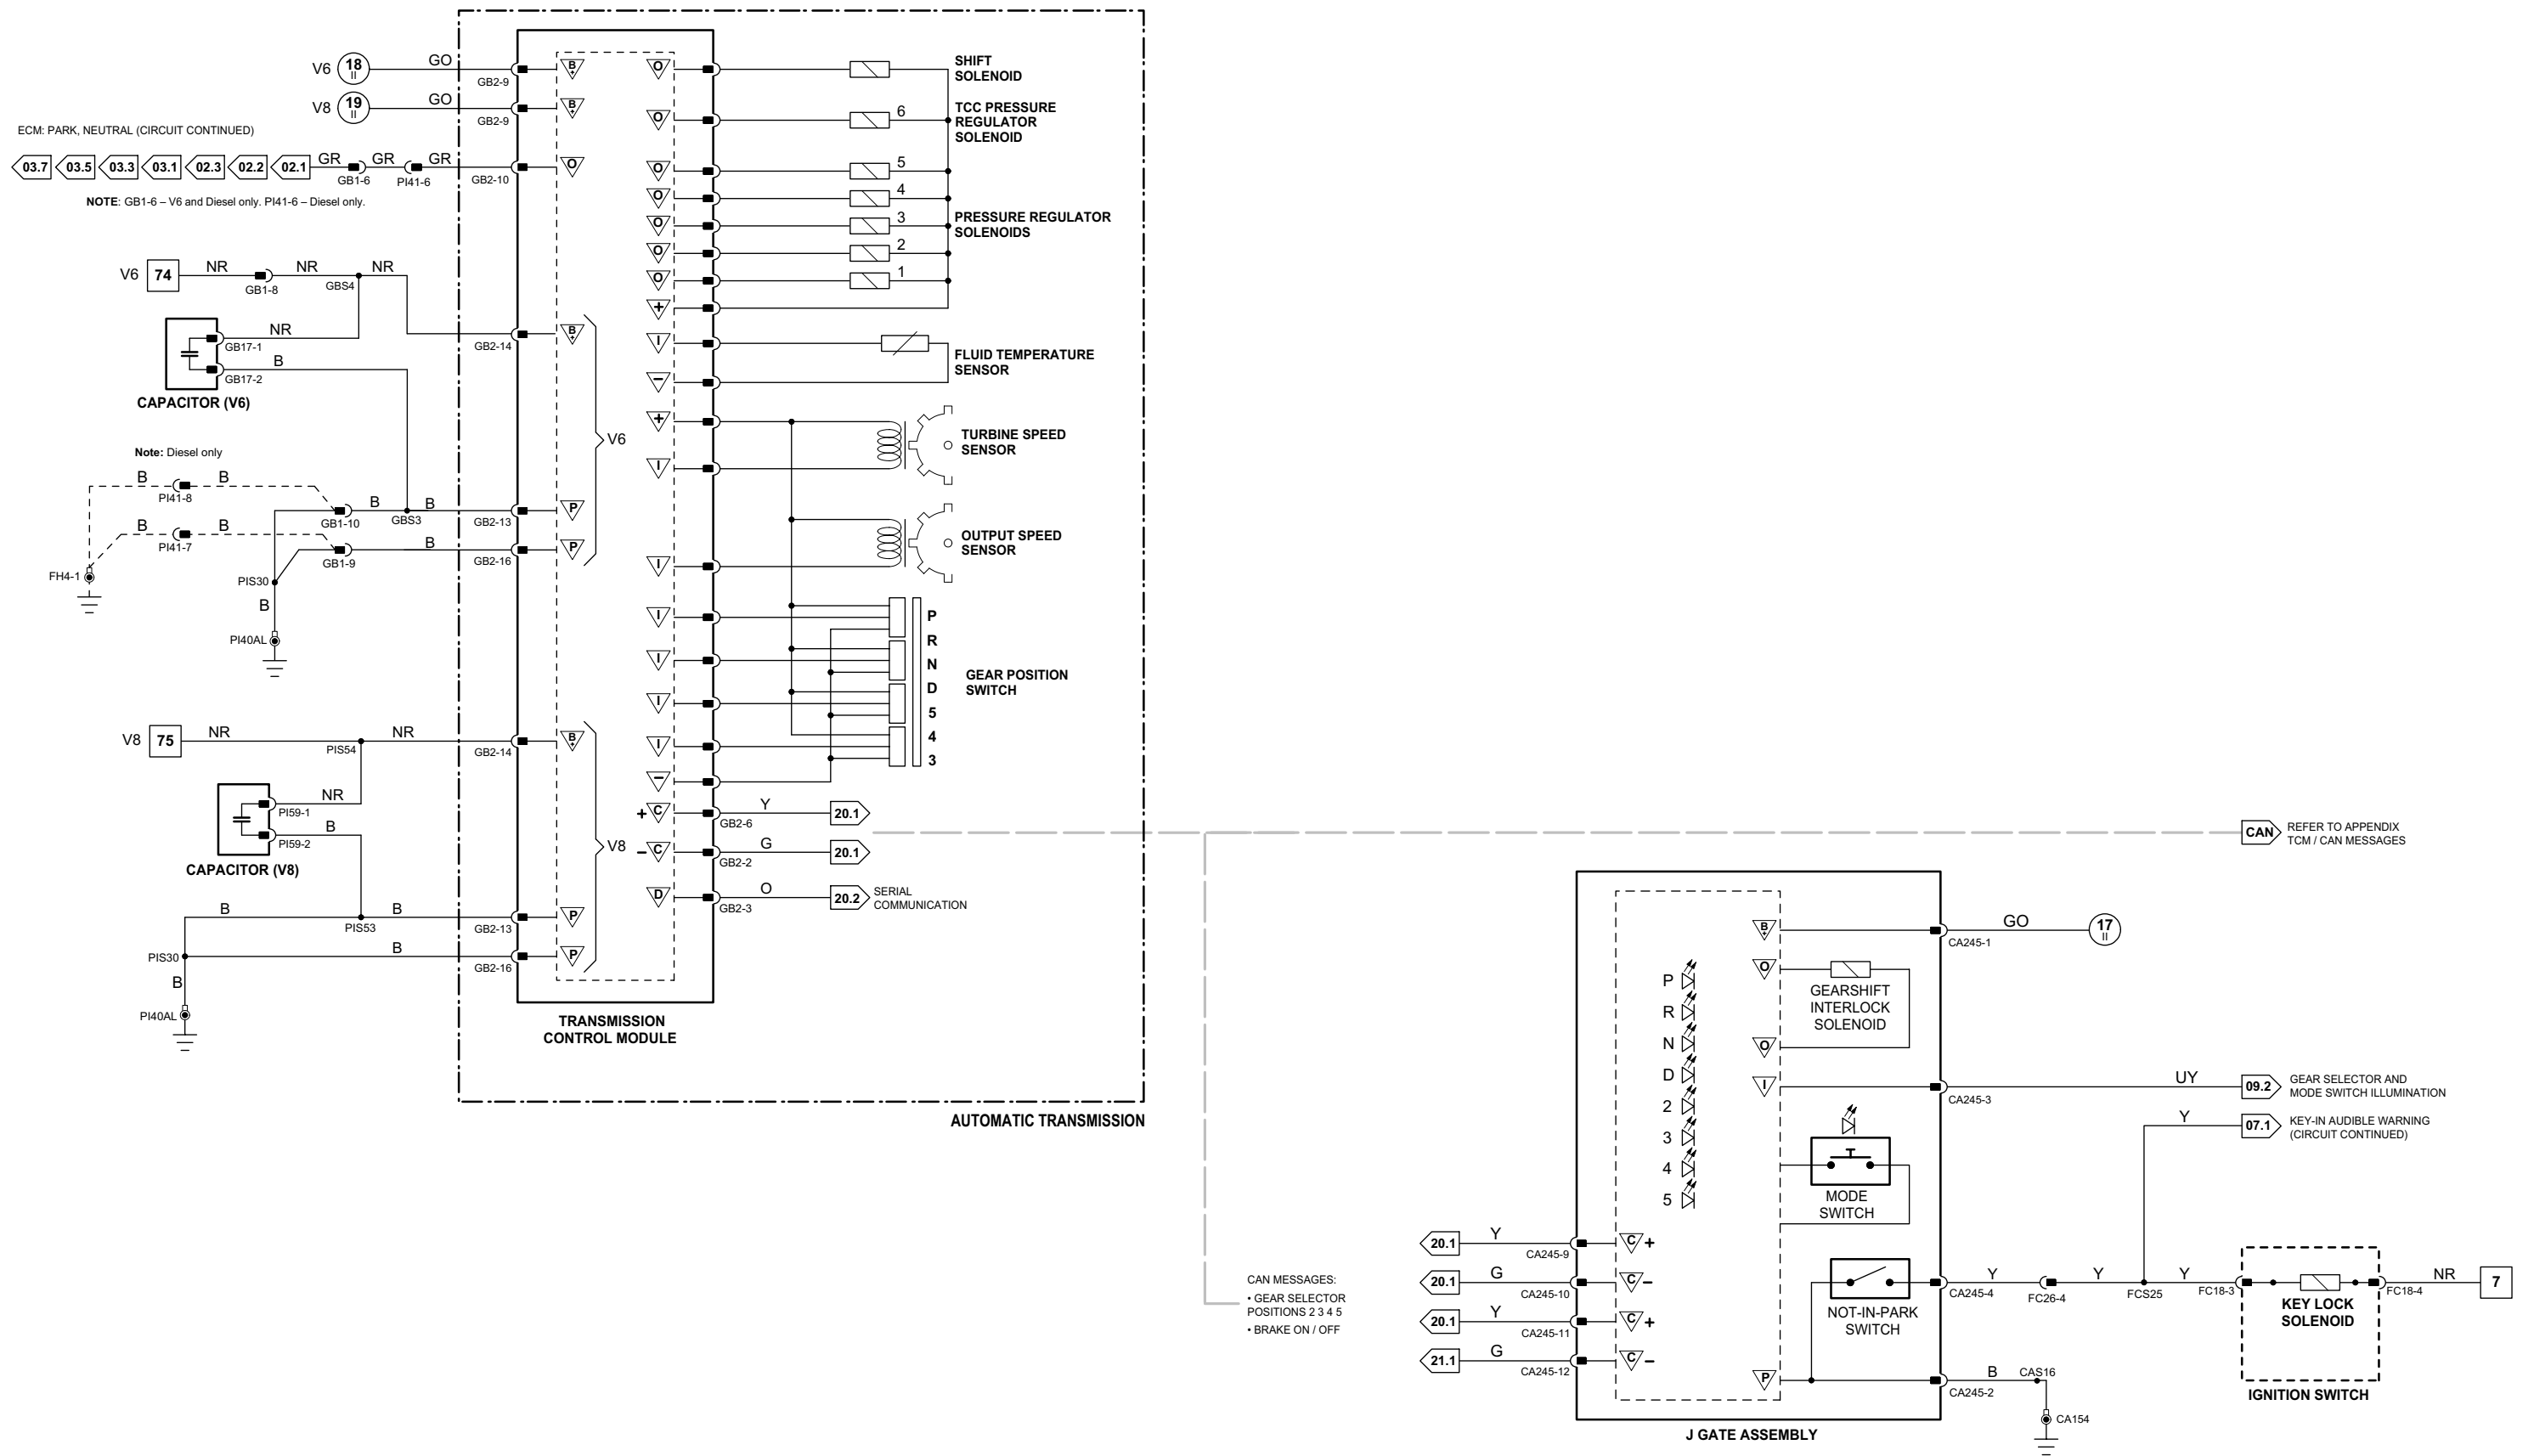 V6 18 II GO GB2-9 B+ O SHIFT
SOLENOID
V8 19 II GO GB2-9 B+ O 6 TCC PRESSURE
REGULATOR
SOLENOID
ECM: PARK, NEUTRAL (CIRCUIT CONTINUED)
03.7 03.5 03.3 03.1 02.3 02.2 02.1 GR GB1-6 GR PI41-6 GR GB2-10 O
NOTE: GB1-6 – V6 and Diesel only. PI41-6 – Diesel only.
O 5
O 4
O 3
O 2
O 1
+
PRESSURE REGULATOR
SOLENOIDS
V6 74 NR GB1-8 NR GBS4 NR
NR GB17-1
B GB17-2
CAPACITOR (V6)
GB2-14 B+
I
−
FLUID TEMPERATURE
SENSOR
+
I
TURBINE SPEED
SENSOR
V6
Note: Diesel only
B PI41-8 B
B PI41-7 B
GB1-10 B GBS3 B GB2-13 P
GB1-9 B GB2-16 P
FH4-1
PIS30
B
PI40AL
I
OUTPUT SPEED
SENSOR
I
I
I
I
−
P
R
N
D
5
4
3
GEAR POSITION
SWITCH
V8 75 NR PIS54 NR GB2-14 B+
NR PI59-1
B PI59-2
CAPACITOR (V8)
V8
B PIS53 B GB2-13 P
PIS30 B GB2-16 P
B
PI40AL
+ C GB2-6 Y 20.1
− C GB2-2 G 20.1
D GB2-3 O 20.2 SERIAL
COMMUNICATION
TRANSMISSION
CONTROL MODULE
AUTOMATIC TRANSMISSION
CAN REFER TO APPENDIX
TCM / CAN MESSAGES
CAN MESSAGES:
• GEAR SELECTOR
POSITIONS 2 3 4 5
• BRAKE ON / OFF
B+ CA245-1 GO 17 II
O
GEARSHIFT
INTERLOCK
SOLENOID
O
P
R
N
D
2
3
4
5
I CA245-3 UY 09.2 GEAR SELECTOR AND
MODE SWITCH ILLUMINATION
Y 07.1 KEY-IN AUDIBLE WARNING
(CIRCUIT CONTINUED)
MODE
SWITCH
20.1 Y CA245-9 C +
20.1 G CA245-10 C −
20.1 Y CA245-11 C +
21.1 G CA245-12 C −
NOT-IN-PARK
SWITCH
CA245-4 Y FC26-4 Y FCS25 Y FC18-3
KEY LOCK
SOLENOID
FC18-4 NR 7
IGNITION SWITCH
P CA245-2 B CAS16
CA154
J GATE ASSEMBLY